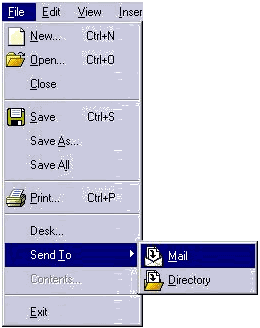 File Edit View Inser
New... Ctrl+N
Open... Ctrl+O
Close
Save Ctrl+S
Save As...
Save All
Print... Ctrl+P
Desk...
Send To
Mail
Directory
Contents...
Exit